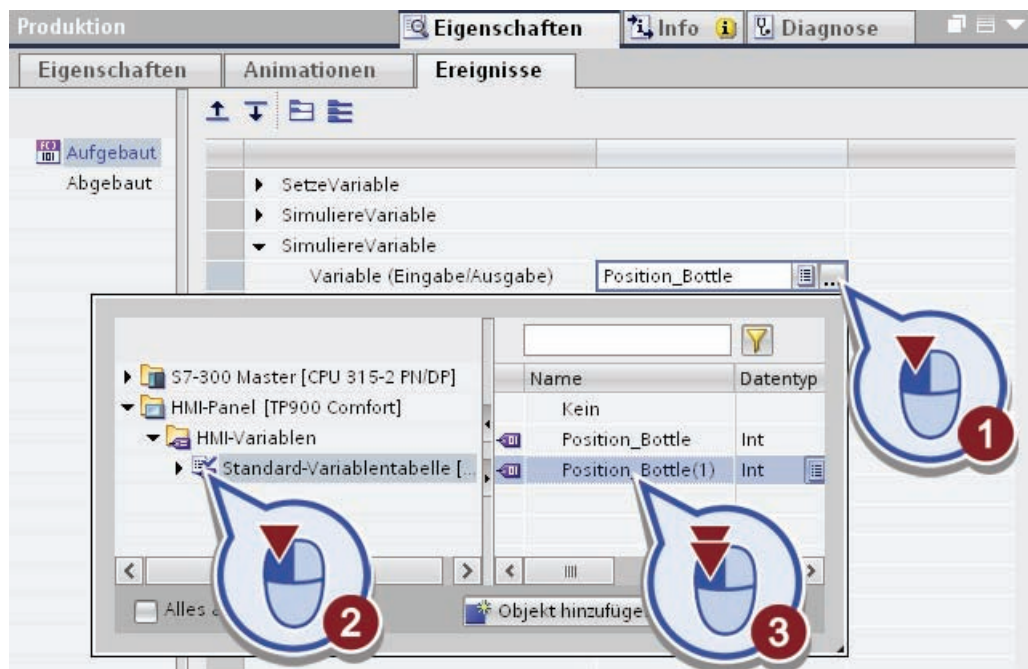 Produktion
Eigenschaften
Info
Diagnose
Eigenschaften
Animationen
Ereignisse
Aufgebaut
Abgebaut
SetzeVariable
SimuliereVariable
SimuliereVariable
Variable (Eingabe/Ausgabe)
Position_Bottle
...
1
S7-300 Master [CPU 315-2 PN/DP]
HMI-Panel [TP900 Comfort]
HMI-Variablen
Standard-Variablentabelle [...
Name
Datentyp
Kein
Position_Bottle
Int
Position_Bottle(1)
Int
2
3
Alles
Objekt hinzufüge